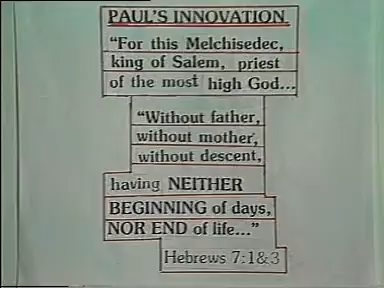 PAUL'S INNOVATION
"For this Melchisedec,
king of Salem, priest
of the most high God...
"Without father,
without mother,
without descent,
having NEITHER
BEGINNING of days,
NOR END of life..."
Hebrews 7:1&3